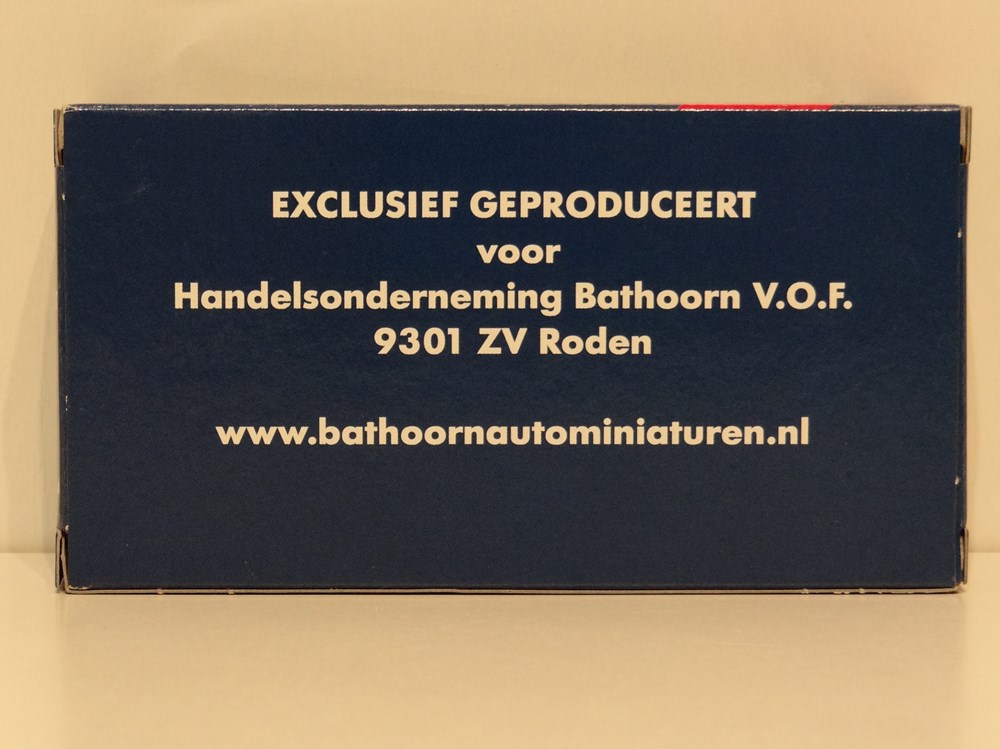 EXCLUSIEF GEPRODUCEERT
voor
Handelsonderneming Bathoorn V.O.F.
9301 ZV Roden
www.bathoornautominiaturen.nl